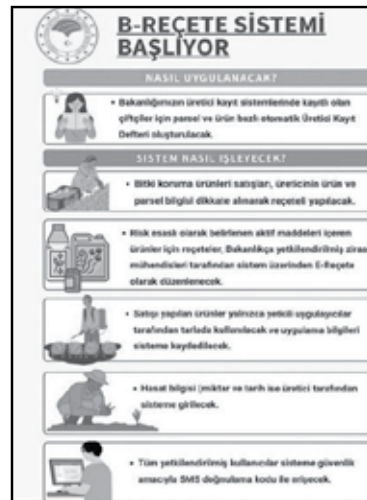 B-REÇETE SİSTEMİ
BAŞLIYOR
NASIL UYGULANACAK?
• Bakanlığımızın üretici kayıt sistemlerinde kayıtlı olan
çiftçiler için parsel ve ürün bazlı otomatik Üretici Kayıt
Defteri oluşturulacak.
SİSTEM NASIL İŞLEYECEK?
• Bitki koruma ürünleri satışları, üreticinin ürün ve
parsel bilgisi dikkate alınarak reçeteli yapılacak.
• Risk esaslı olarak belirlenen aktif maddeleri içeren
ürünler için reçeteler, Bakanlıkça yetkilendirilmiş ziraat
mühendisleri tarafından sistem üzerinden E-Reçete
olarak düzenlenecek.
• Satışı yapılan ürünler yalnızca yetkili uygulayıcılar
tarafından tarlada kullanılacak ve uygulama bilgileri
sisteme kaydedilecek.
• Hasat bilgisi (miktar ve tarih ise üretici tarafından
sisteme girilecek.
• Tüm yetkilendirilmiş kullanıcılar sisteme güvenlik
amacıyla SMS doğrulama kodu ile erişecek.